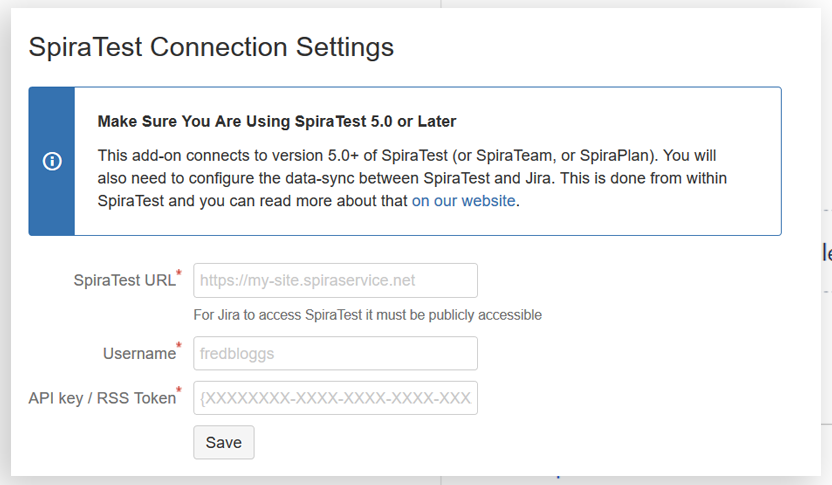 SpiraTest Connection Settings
Make Sure You Are Using SpiraTest 5.0 or Later
This add-on connects to version 5.0+ of SpiraTest (or SpiraTeam, or SpiraPlan). You will
also need to configure the data-sync between SpiraTest and Jira. This is done from within
SpiraTest and you can read more about that on our website.
SpiraTest URL* https://my-site.spiraservice.net
For Jira to access SpiraTest it must be publicly accessible
Username* fredbloggs
API key / RSS Token* {XXXXXXXX-XXXX-XXXX-XXXX-XXX
Save